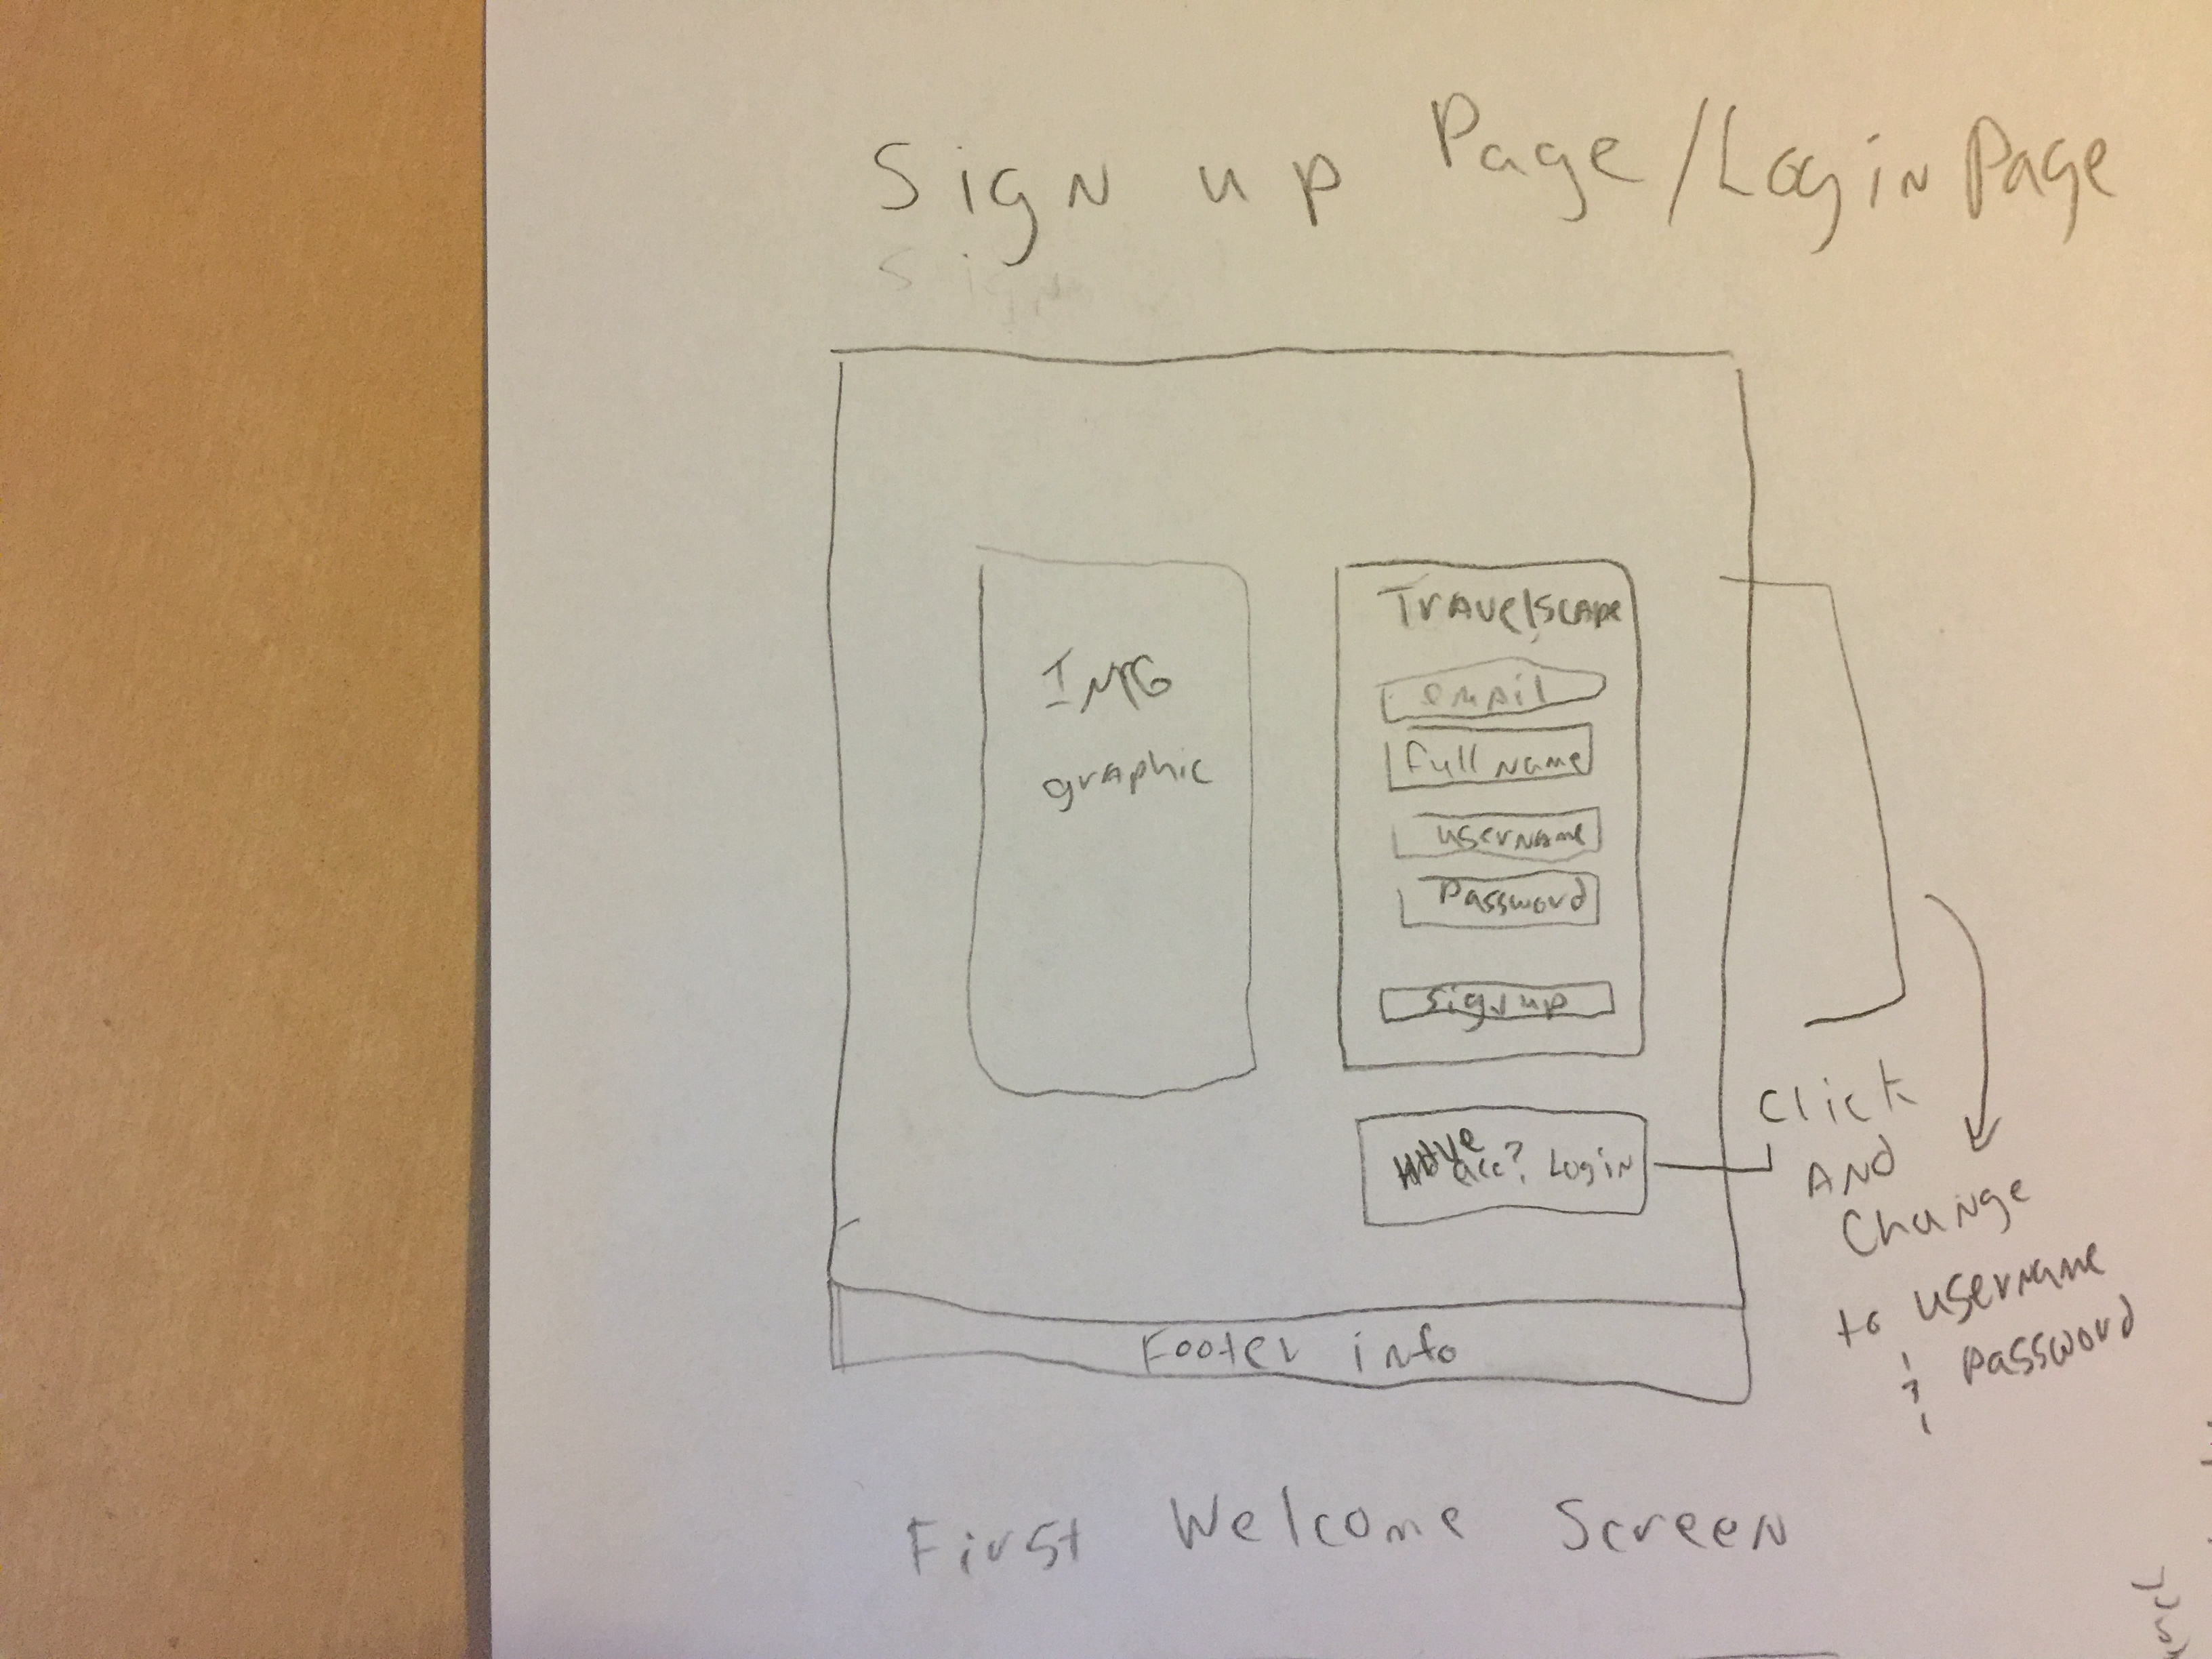 Sign up Page/Login Page
IMG
graphic
Travelscape
email
Full name
username
Password
Sign up
Have
acc? Login
click
And
Change
to username
& password
Footer info
First Welcome Screen